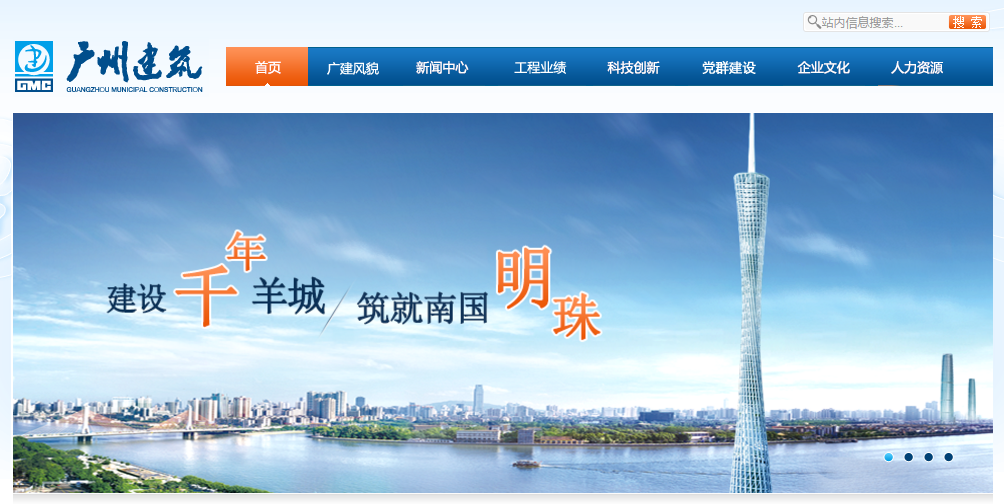 站内信息搜索...
搜 索
广州建筑
GMC
GUANGZHOU MUNICIPAL CONSTRUCTION
首页
广建风貌
新闻中心
工程业绩
科技创新
党群建设
企业文化
人力资源
建设千年羊城/筑就南国明珠